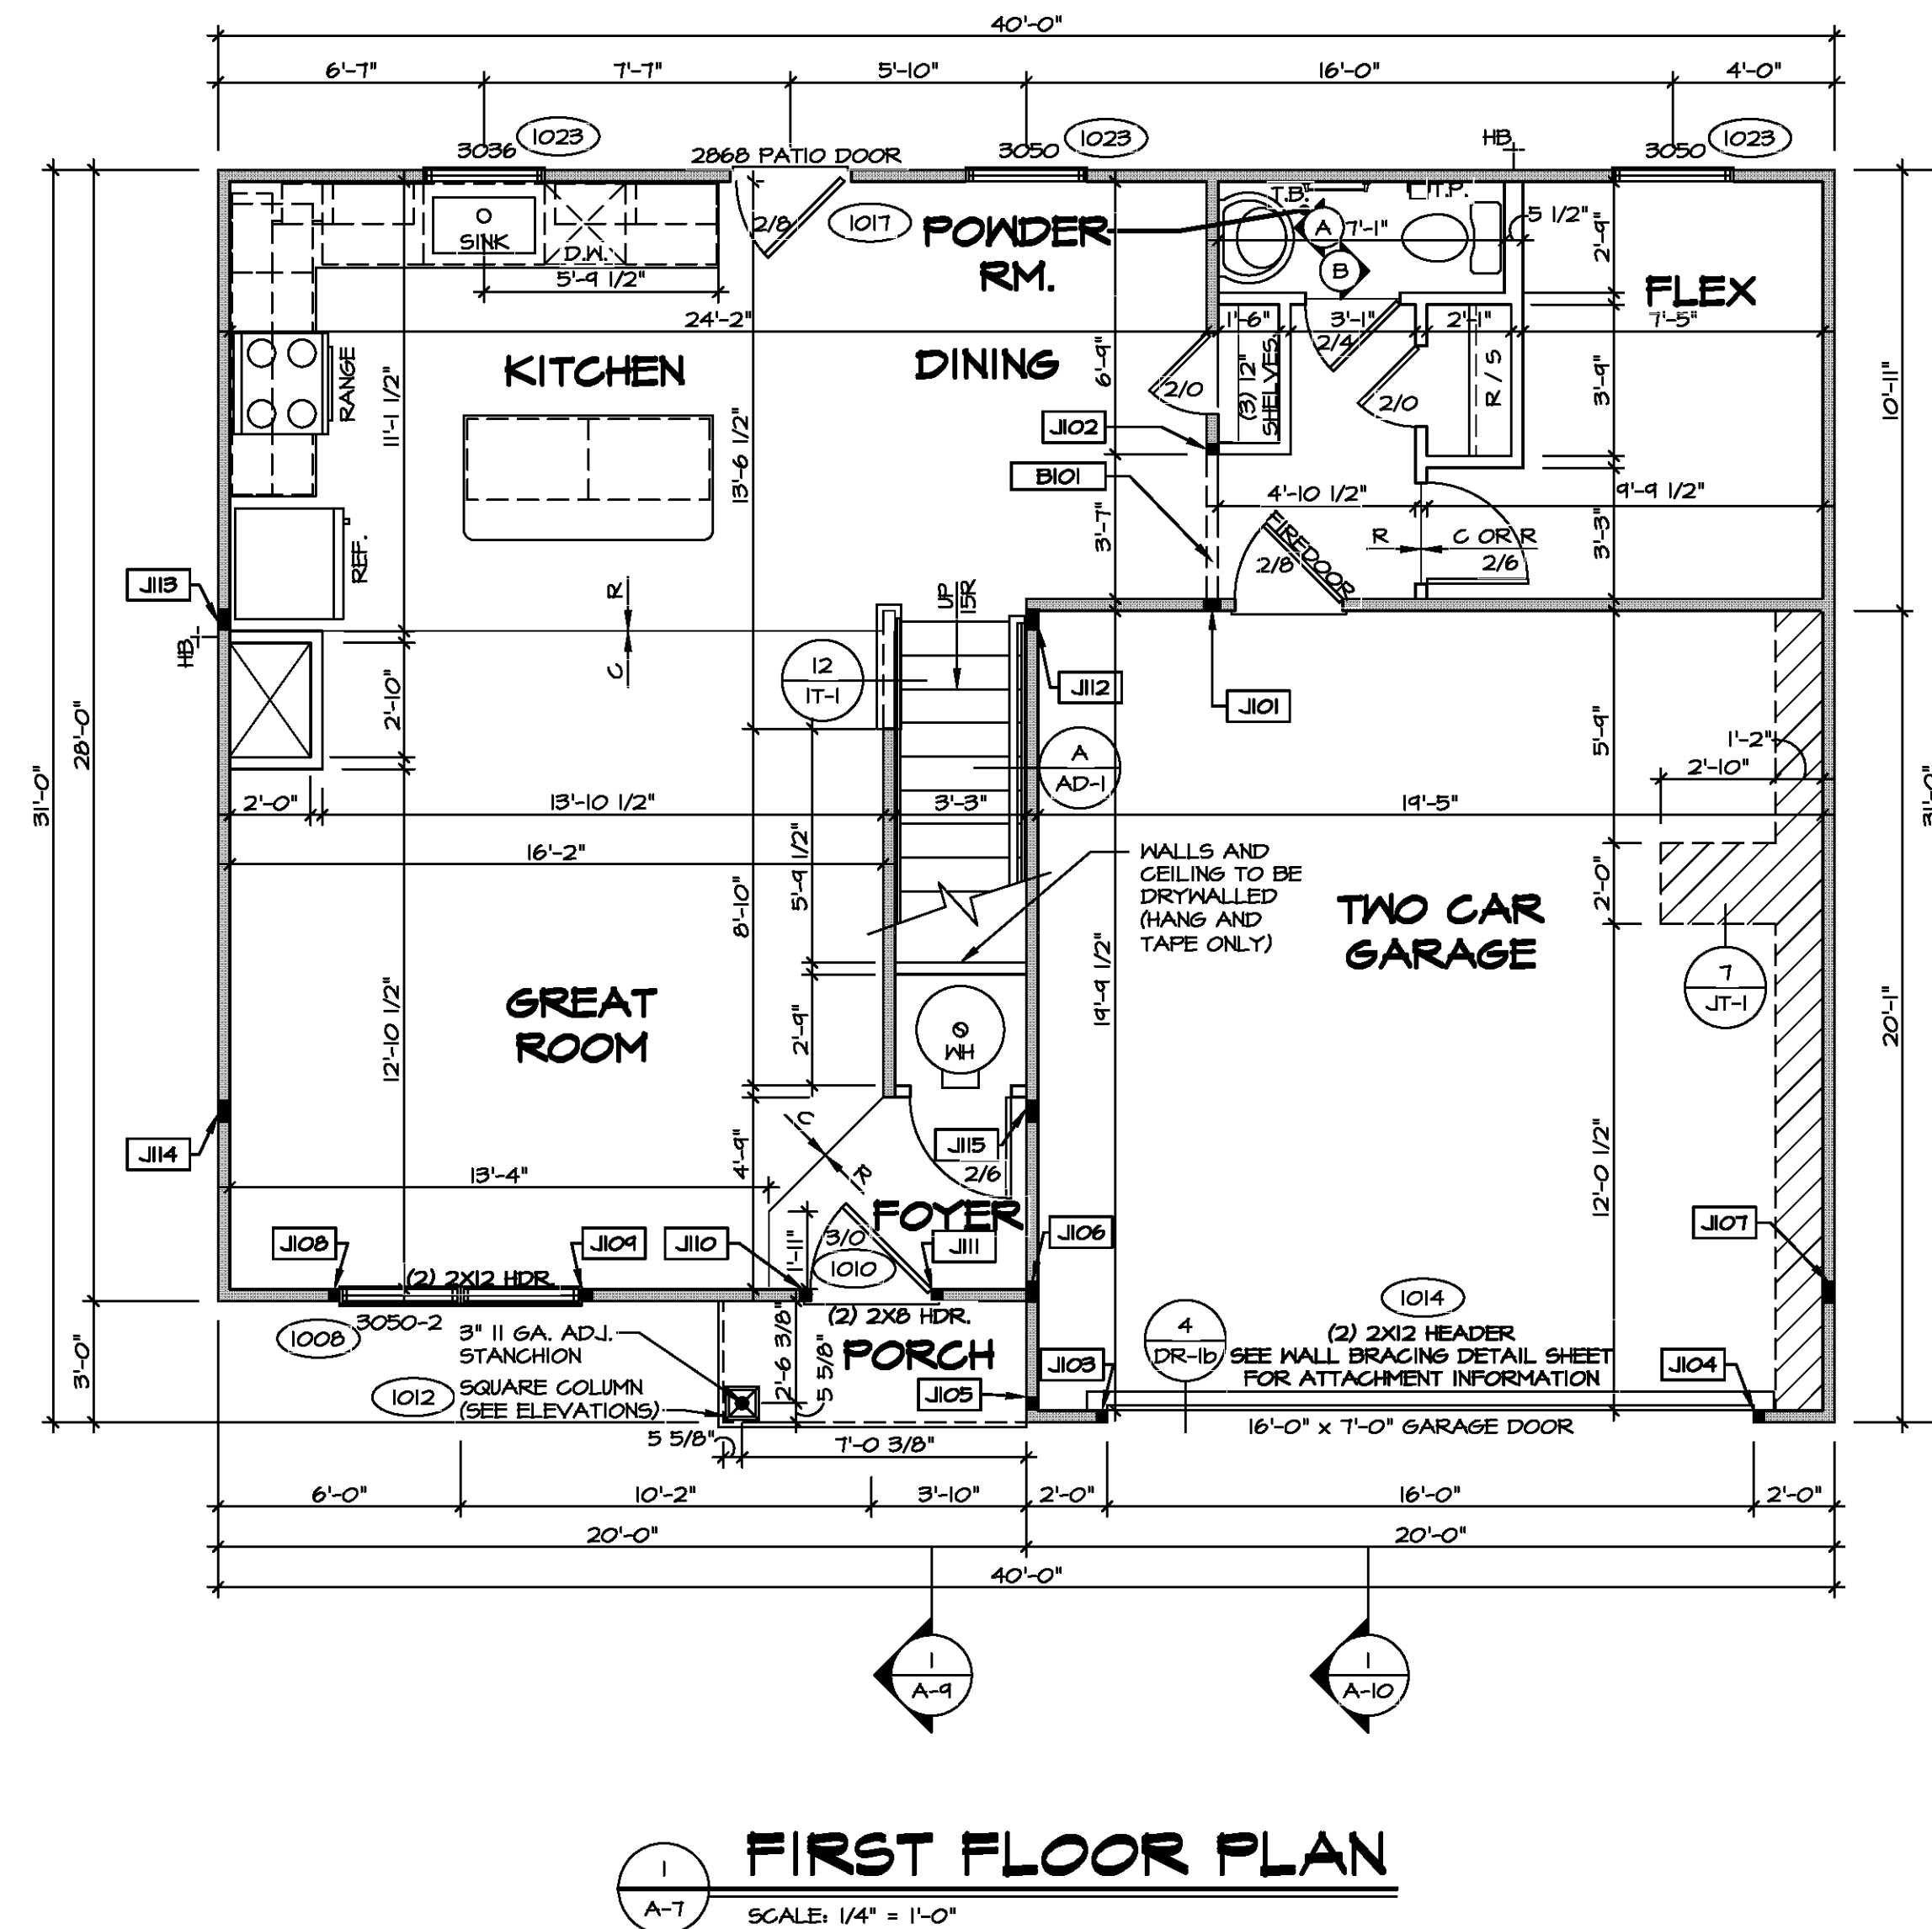 40'-0"
6'-7" 7'-7" 5'-10" 16'-0" 4'-0"
3036 1023 2868 PATIO DOOR 3050 1023 HB 3050 1023
2/8 1017
POWDER
RM.
T.B. T.P.
A 7'-1" 5 1/2"
B
2'-9"
FLEX
SINK
D.W.
5'-9 1/2"
24'-2" 1'-6" 3'-1" 2'-1" 7'-5"
KITCHEN
DINING
RANGE
11'-1 1/2"
13'-6 1/2"
6'-9"
2/0
(3) 12"
SHELVES
2/4
2/0
R / S
3'-9"
10'-11"
J102
B101
3'-7"
4'-10 1/2" 9'-9 1/2"
REF.
FIREDOOR
2/8
R C OR R
2/6
3'-3"
J113
HB
R
C
UP
15R
12
1T-1
J112
J101
2'-10"
A
AD-1
5'-9"
1'-2"
2'-10"
31'-0"
28'-0"
31'-0"
2'-0" 13'-10 1/2" 3'-3" 19'-5"
16'-2"
5'-9 1/2"
8'-10"
WALLS AND
CEILING TO BE
DRYWALLED
(HANG AND
TAPE ONLY)
2'-0"
TWO CAR
GARAGE
19'-9 1/2"
7
JT-1
GREAT
ROOM
12'-10 1/2"
2'-9"
WH
20'-1"
J114
C
R
4'-9"
J115
2/6
12'-0 1/2"
13'-4"
FOYER
J108 J109 J110
1'-11"
3/0
1010
J111
J106
J107
(2) 2X12 HDR.
3050-2
1008
(2) 2X8 HDR.
PORCH
3" 11 GA. ADJ.
STANCHION
1012
SQUARE COLUMN
(SEE ELEVATIONS)
2'-6 3/8"
5 5/8"
3'-0"
J105
J103
4
DR-1b
1014
(2) 2X12 HEADER
SEE WALL BRACING DETAIL SHEET
FOR ATTACHMENT INFORMATION
J104
16'-0" x 7'-0" GARAGE DOOR
5 5/8" 7'-0 3/8"
6'-0" 10'-2" 3'-10" 2'-0" 16'-0" 2'-0"
20'-0" 20'-0"
40'-0"
1
A-9
1
A-10
1
A-7
FIRST FLOOR PLAN
SCALE: 1/4" = 1'-0"